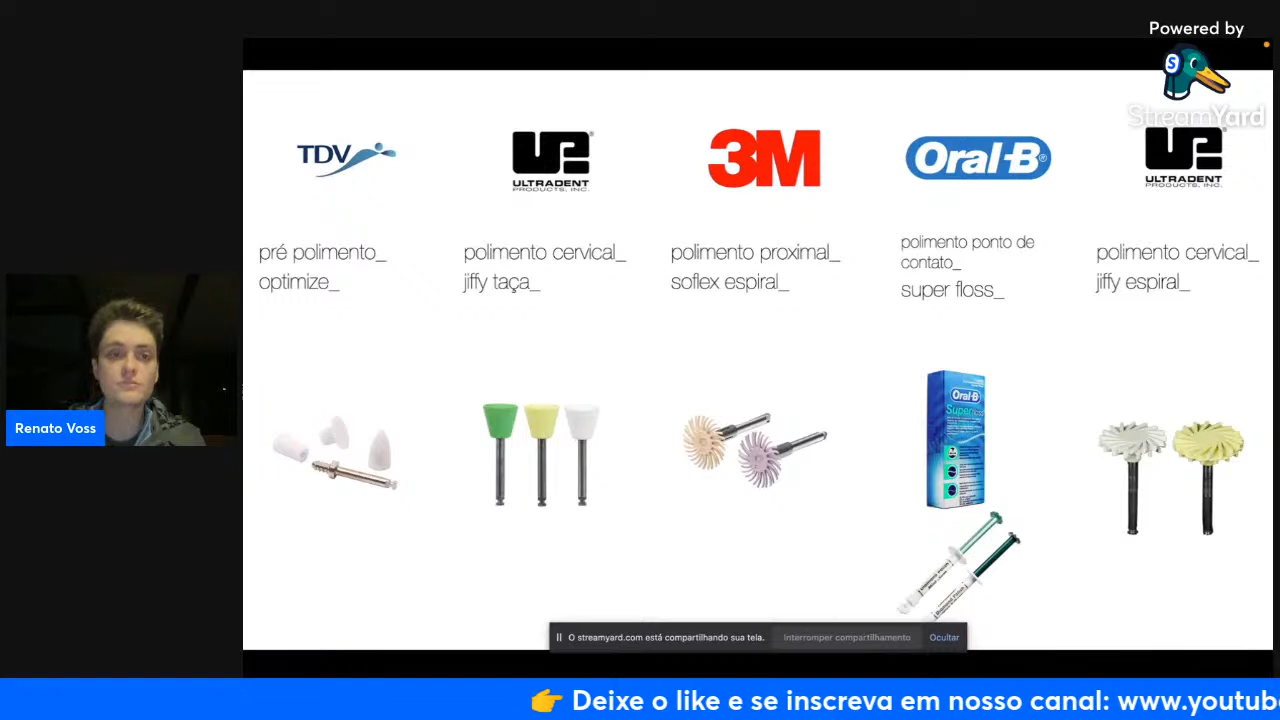 Powered by
StreamYard
TDV
ULTRADENT
PRODUCTS, INC.
3M
Oral-B
ULTRADENT
PRODUCTS, INC.
pré polimento_
optimize_
polimento cervical_
jiffy taça_
polimento proximal_
soflex espiral_
polimento ponto de
contato_
super floss_
polimento cervical_
jiffy espiral_
Oral-B
Superfloss
Renato Voss
O streamyard.com está compartilhando sua tela.
Interromper compartilhamento
Ocultar
👉 Deixe o like e se inscreva em nosso canal: www.youtub